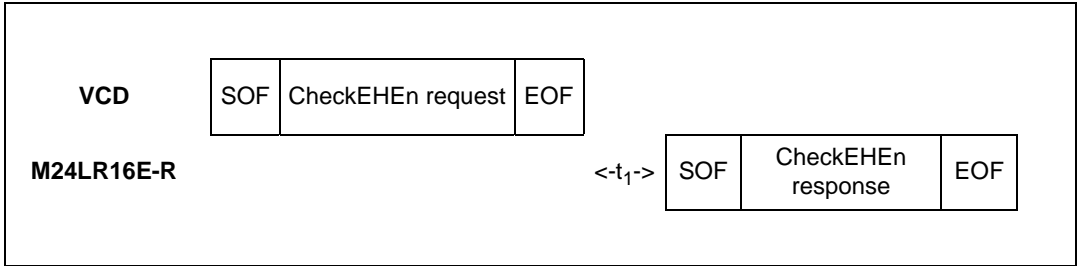 VCD SOF CheckEHEn request EOF
M24LR16E-R <-t1-> SOF CheckEHEn response EOF